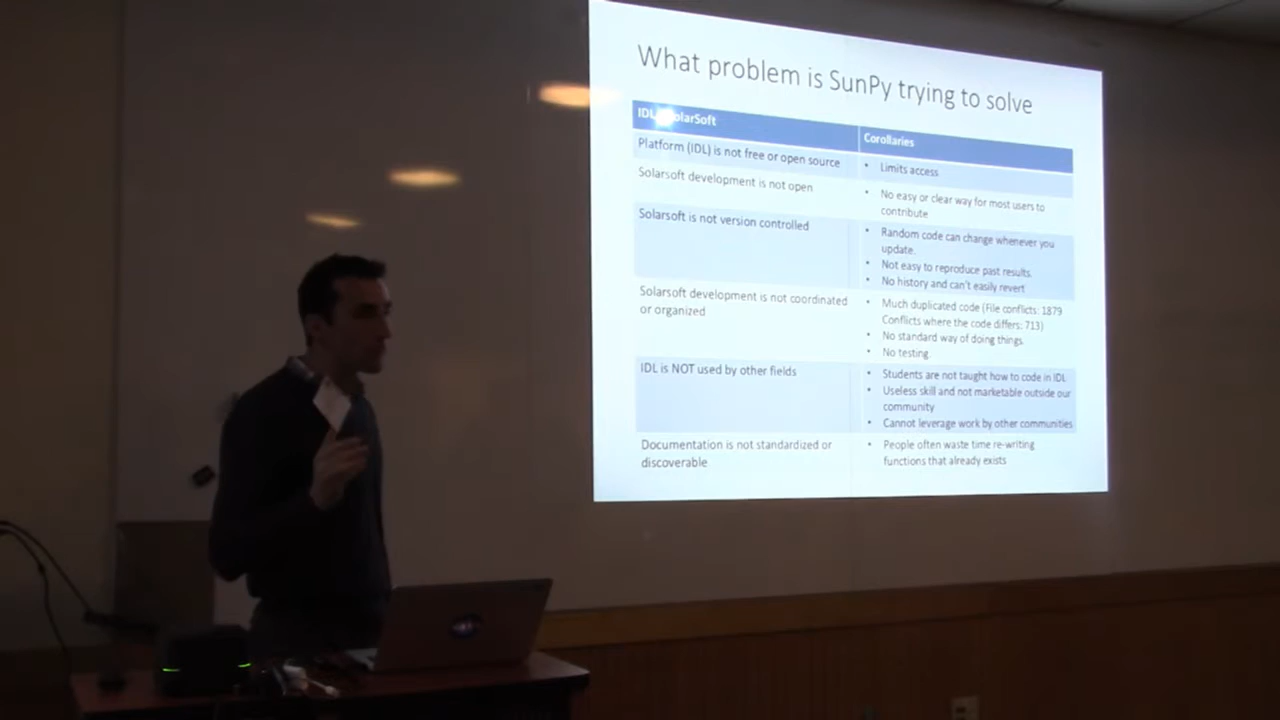 What problem is SunPy trying to solve
IDL SolarSoft
Corollaries
Platform (IDL) is not free or open source
• Limits access
Solarsoft development is not open
• No easy or clear way for most users to
contribute
Solarsoft is not version controlled
• Random code can change whenever you
update.
• Not easy to reproduce past results.
• No history and can't easily revert
Solarsoft development is not coordinated
or organized
• Much duplicated code (File conflicts: 1879
Conflicts where the code differs: 713)
• No standard way of doing things.
• No testing.
IDL is NOT used by other fields
• Students are not taught how to code in IDL
• Useless skill and not marketable outside our
community
• Cannot leverage work by other communities
Documentation is not standardized or
discoverable
• People often waste time re-writing
functions that already exists